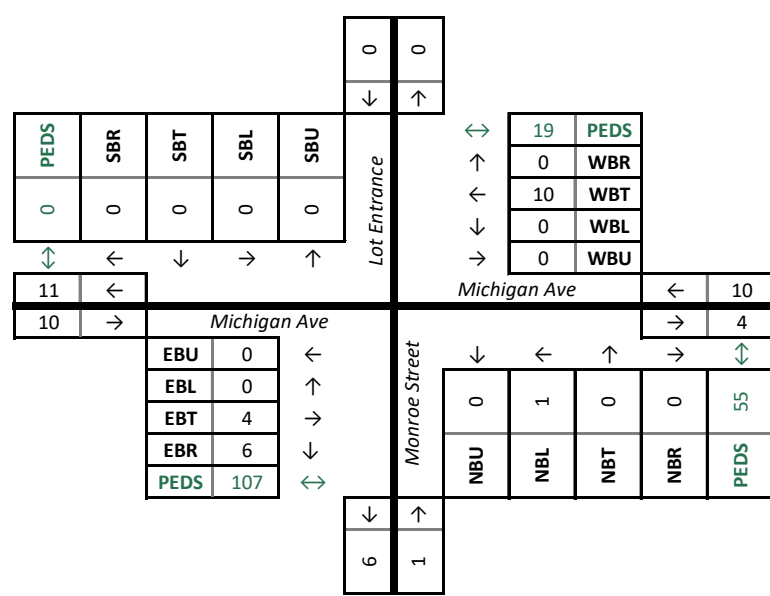 0 0
↓ ↑
PEDS SBR SBT SBL SBU
0 0 0 0 0
↕ ← ↓ → ↑
Lot Entrance
↔ 19 PEDS
↑ 0 WBR
← 10 WBT
↓ 0 WBL
→ 0 WBU
11 ←
10 →
Michigan Ave
Michigan Ave
← 10
→ 4
EBU 0 ←
EBL 0 ↑
EBT 4 →
EBR 6 ↓
PEDS 107 ↔
Monroe Street
↓ ← ↑ → ↕
0 1 0 0 55
NBU NBL NBT NBR PEDS
↓ ↑
6 1